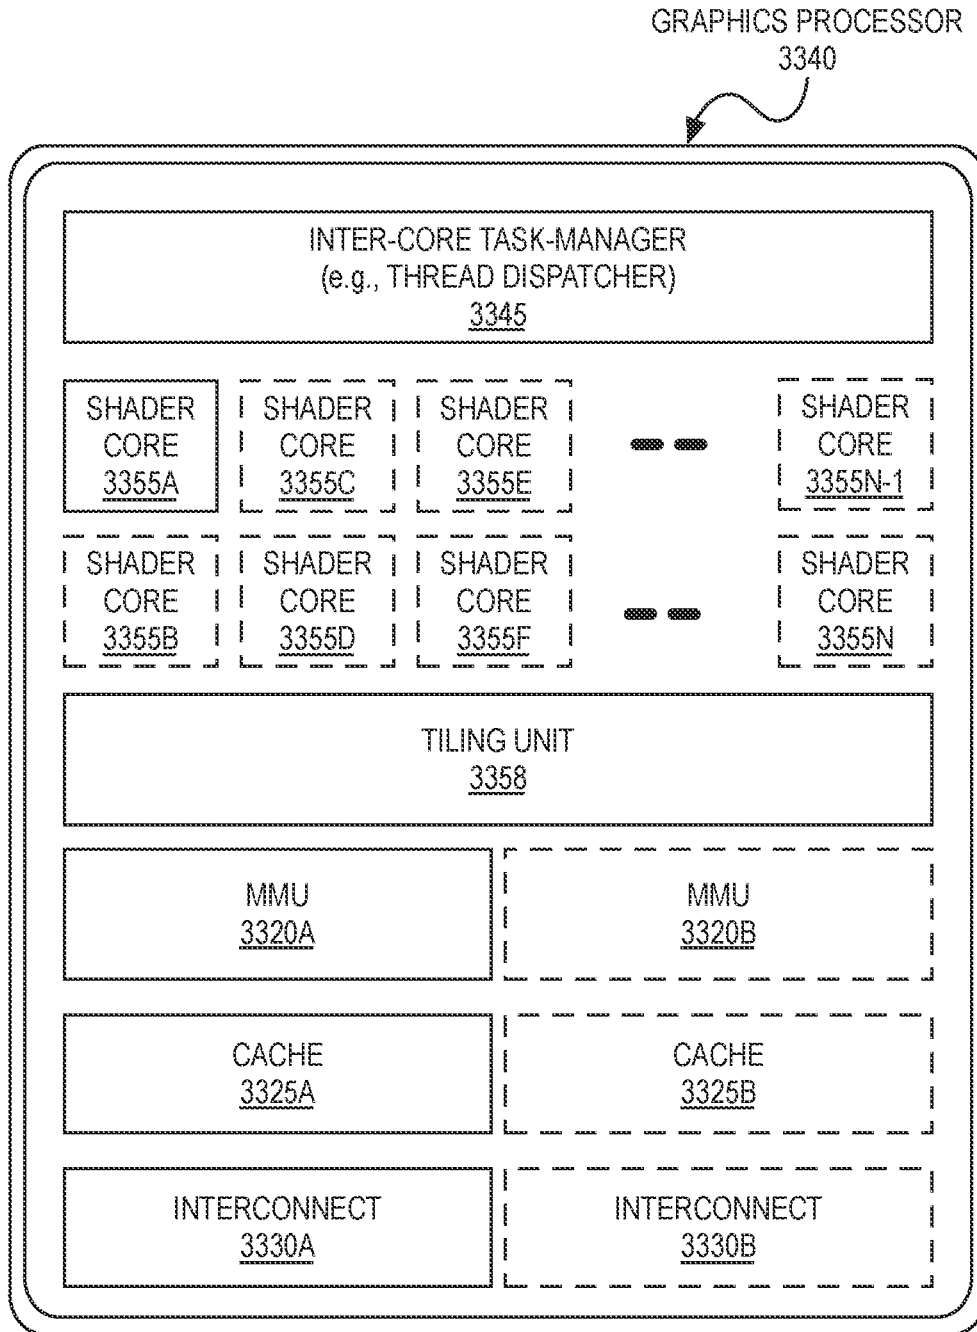 GRAPHICS PROCESSOR
3340
INTER-CORE TASK-MANAGER
(e.g., THREAD DISPATCHER)
3345
SHADER
CORE
3355A
SHADER
CORE
3355C
SHADER
CORE
3355E
SHADER
CORE
3355N-1
SHADER
CORE
3355B
SHADER
CORE
3355D
SHADER
CORE
3355F
SHADER
CORE
3355N
TILING UNIT
3358
MMU
3320A
MMU
3320B
CACHE
3325A
CACHE
3325B
INTERCONNECT
3330A
INTERCONNECT
3330B